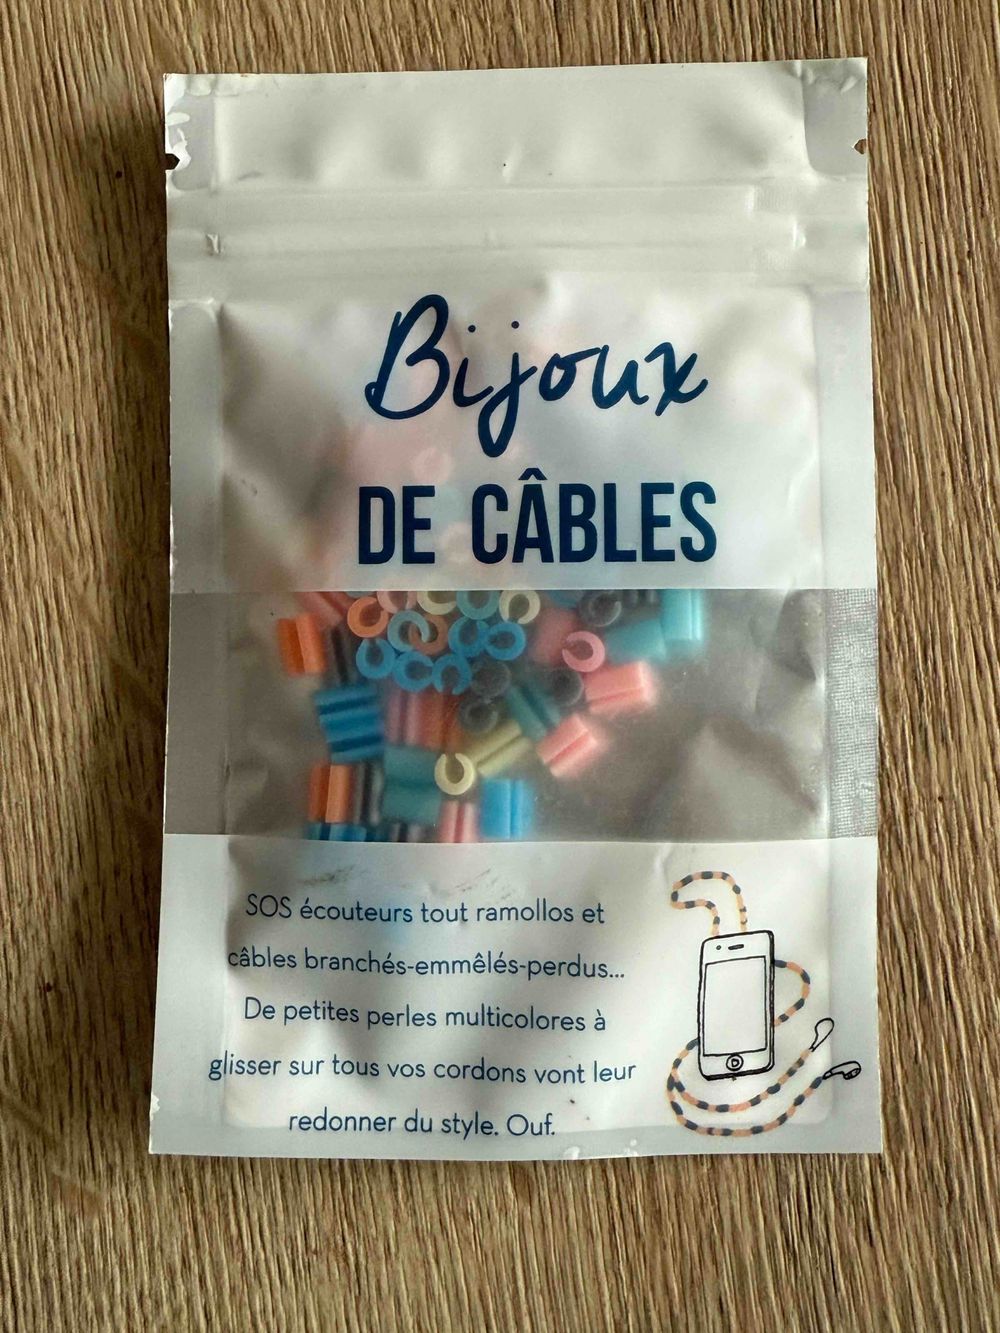 Bijoux
DE CÂBLES
SOS écouteurs tout ramollos et
câbles branchés-emmêlés-perdus...
De petites perles multicolores à
glisser sur tous vos cordons vont leur
redonner du style. Ouf.